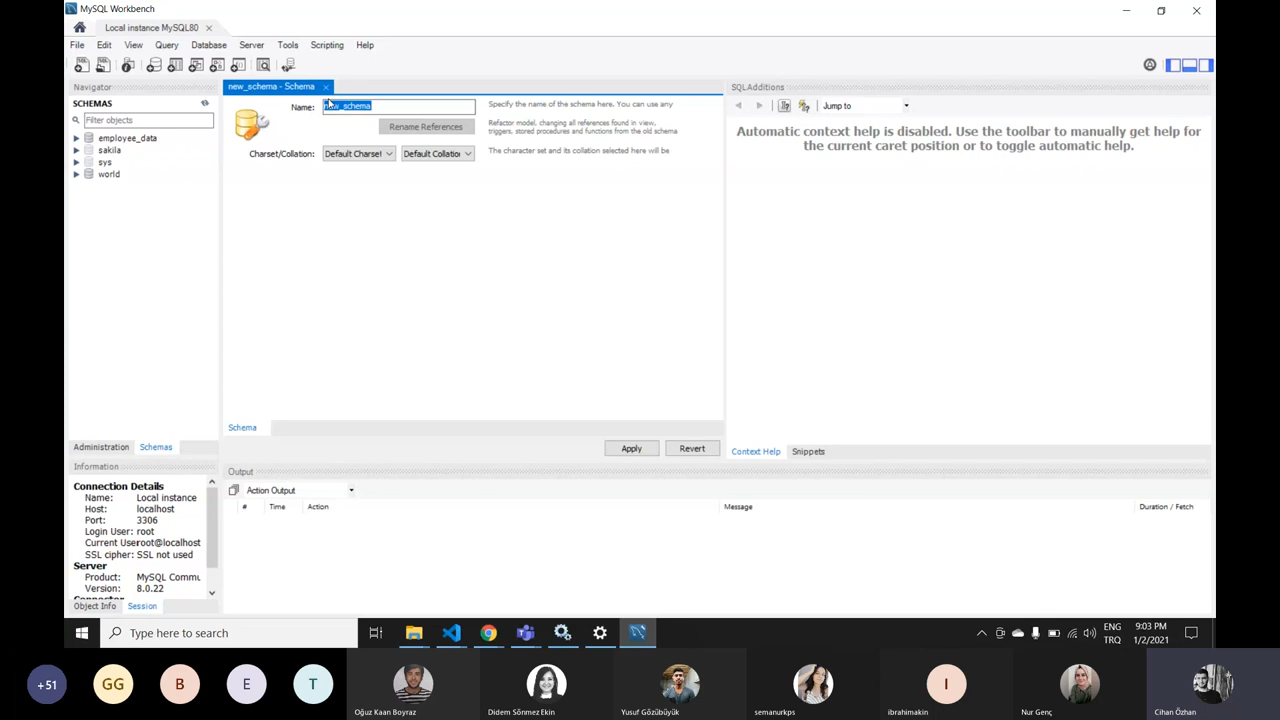 MySQL Workbench
Local instance MySQL80
File Edit View Query Database Server Tools Scripting Help
Navigator
SCHEMAS
Filter objects
employee_data
sakila
sys
world
Administration Schemas
Information
Connection Details
Name: Local instance
Host: localhost
Port: 3306
Login User: root
Current User root@localhost
SSL cipher: SSL not used
Server
Product: MySQL Commu
Version: 8.0.22
Object Info Session
new_schema - Schema
Name: new_schema
Specify the name of the schema here. You can use any
Rename References
Refactor model, changing all references found in view,
triggers, stored procedures and functions from the old schema
Charset/Collation: Default Charset Default Collation
The character set and its collation selected here will be
Schema
Apply Revert
SQLAdditions
Jump to
Automatic context help is disabled. Use the toolbar to manually get help for
the current caret position or to toggle automatic help.
Context Help Snippets
Output
Action Output
# Time Action Message Duration / Fetch
Type here to search
ENG
TRQ
9:03 PM
1/2/2021
+51 GG B E T I
Oğuz Kaan Boyraz Didem Sönmez Ekin Yusuf Gözübüyük semanurkps ibrahimakin Nur Genç Cihan Özhan